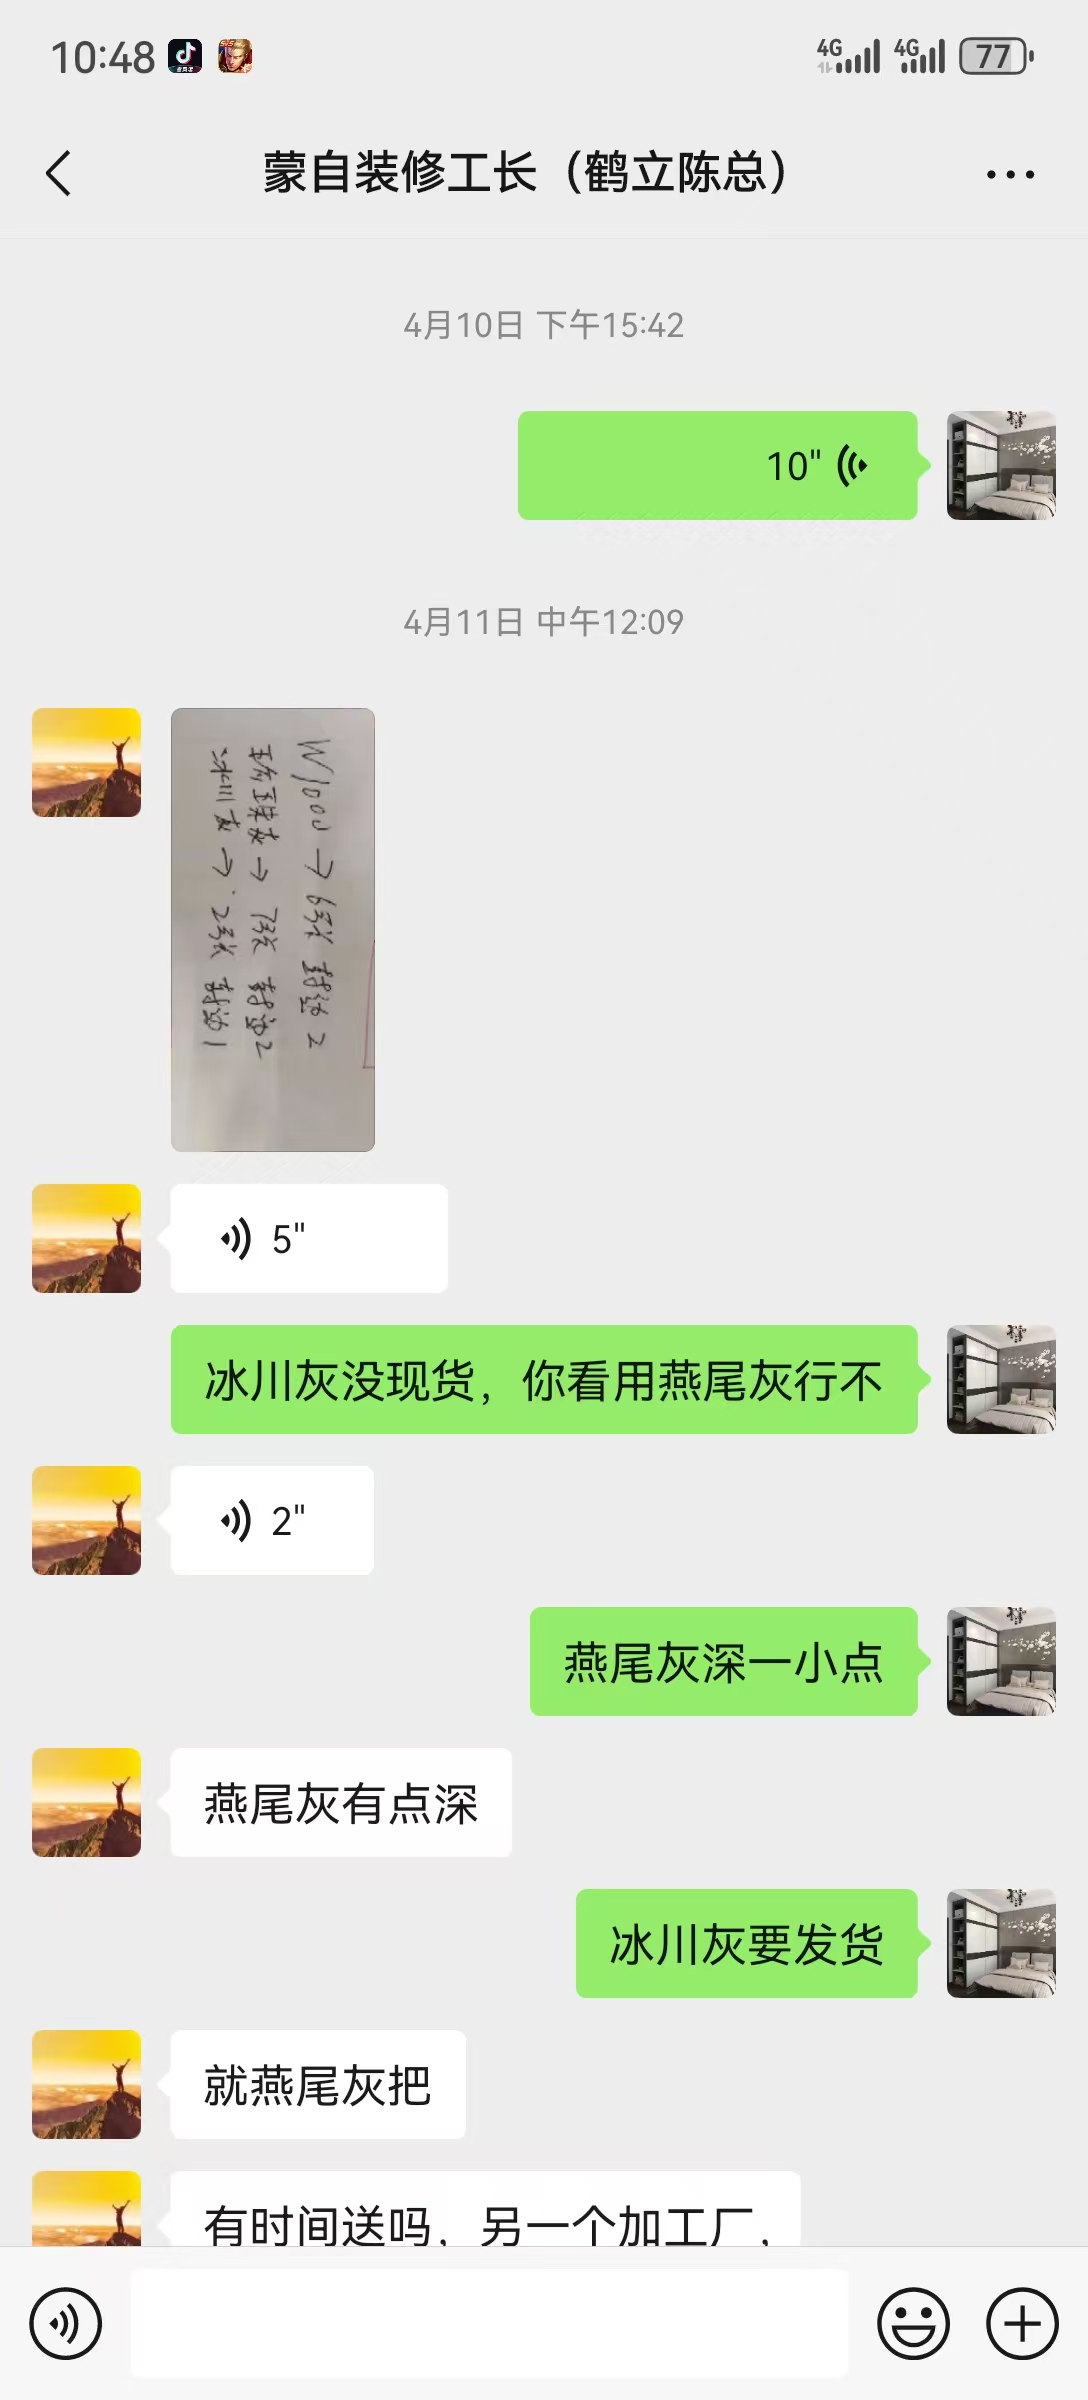 10:48
4G
4G
77
蒙自装修工长（鹤立陈总）
4月10日 下午15:42
10"
4月11日 中午12:09
W1000→6张 封边2
珀琪灰→7张 封边2
冰川灰→2张 封边1
5"
冰川灰没现货，你看用燕尾灰行不
2"
燕尾灰深一小点
燕尾灰有点深
冰川灰要发货
就燕尾灰把
有时间送吗，另一个加工厂，